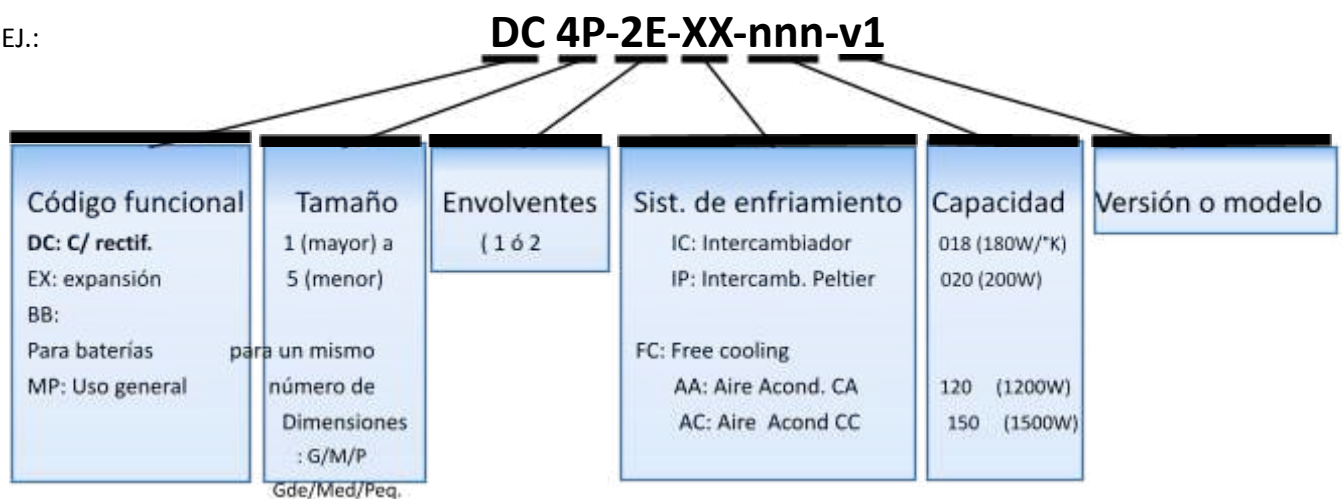 EJ.:
DC 4P-2E-XX-nnn-v1
Código funcional
DC: C/ rectif.
EX: expansión
BB:
Para baterías
MP: Uso general
Tamaño
1 (mayor) a
5 (menor)
para un mismo
número de
Dimensiones
: G/M/P
Gde/Med/Peq.
Envolventes
( 1 ó 2
Sist. de enfriamiento
IC: Intercambiador
IP: Intercamb. Peltier
FC: Free cooling
AA: Aire Acond. CA
AC: Aire Acond CC
Capacidad
018 (180W/°K)
020 (200W)
120 (1200W)
150 (1500W)
Versión o modelo